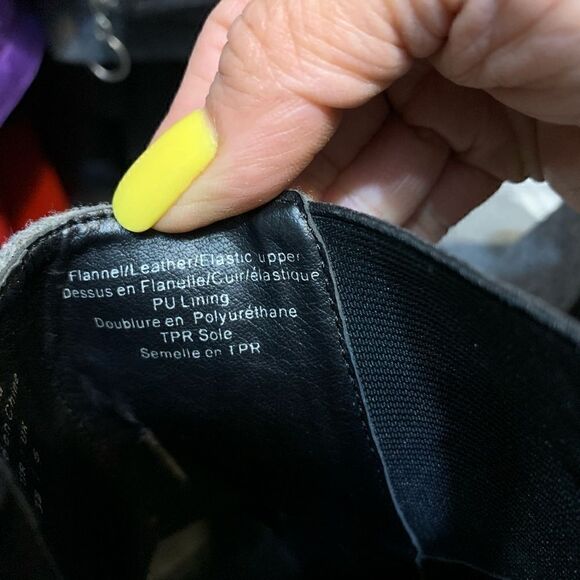 Flannel/Leather/Elastic upper
Dessus en Flanelle/Cuir/élastique
PU Lining
Doublure en Polyuréthane
TPR Sole
Semelle en TPR